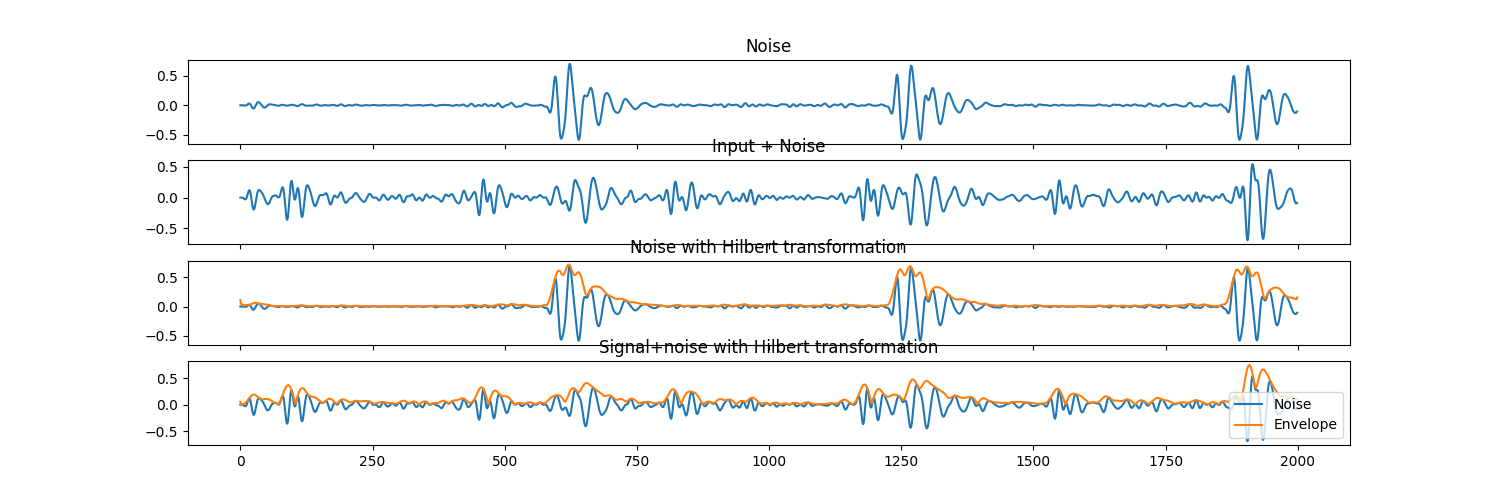 Noise
0.5
0.0
−0.5
Input + Noise
0.5
0.0
−0.5
Noise with Hilbert transformation
0.5
0.0
−0.5
Signal+noise with Hilbert transformation
0.5
0.0
−0.5
Noise
Envelope
0 250 500 750 1000 1250 1500 1750 2000